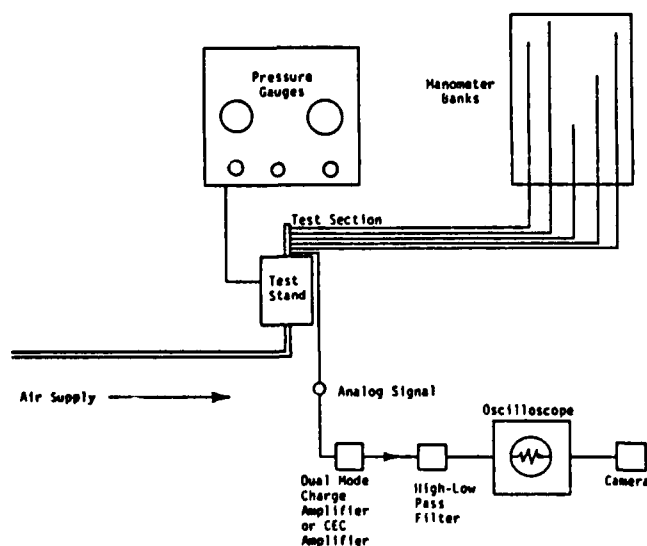 Pressure
Gauges
Manometer
Banks
Test Section
Test
Stand
Air Supply
Analog Signal
Oscilloscope
Dual Mode
Charge
Amplifier
or CEC
Amplifier
High-Low
Pass
Filter
Camera